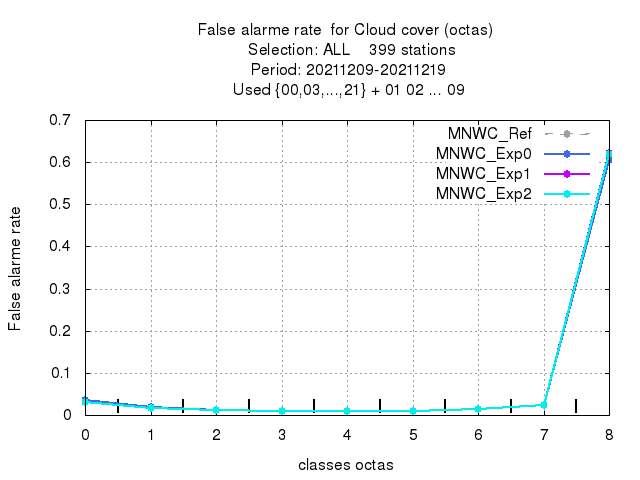 False alarme rate for Cloud cover (octas)
Selection: ALL 399 stations
Period: 20211209-20211219
Used {00,03,...,21} + 01 02 ... 09
MNWC_Ref
MNWC_Exp0
MNWC_Exp1
MNWC_Exp2
False alarme rate
0.7
0.6
0.5
0.4
0.3
0.2
0.1
0
0 1 2 3 4 5 6 7 8
classes octas